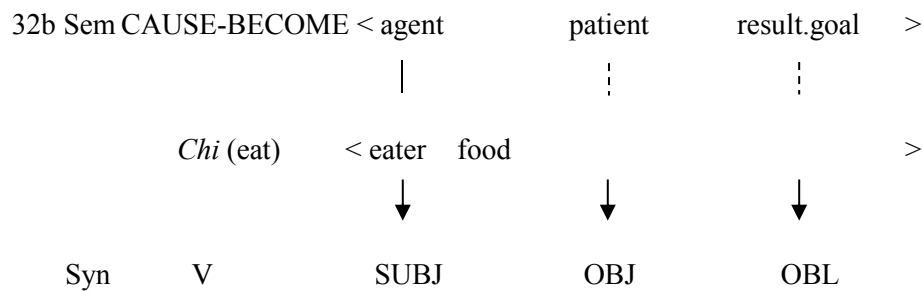 32b Sem CAUSE-BECOME < agent patient result.goal >
Chi (eat) < eater food >
Syn V SUBJ OBJ OBL